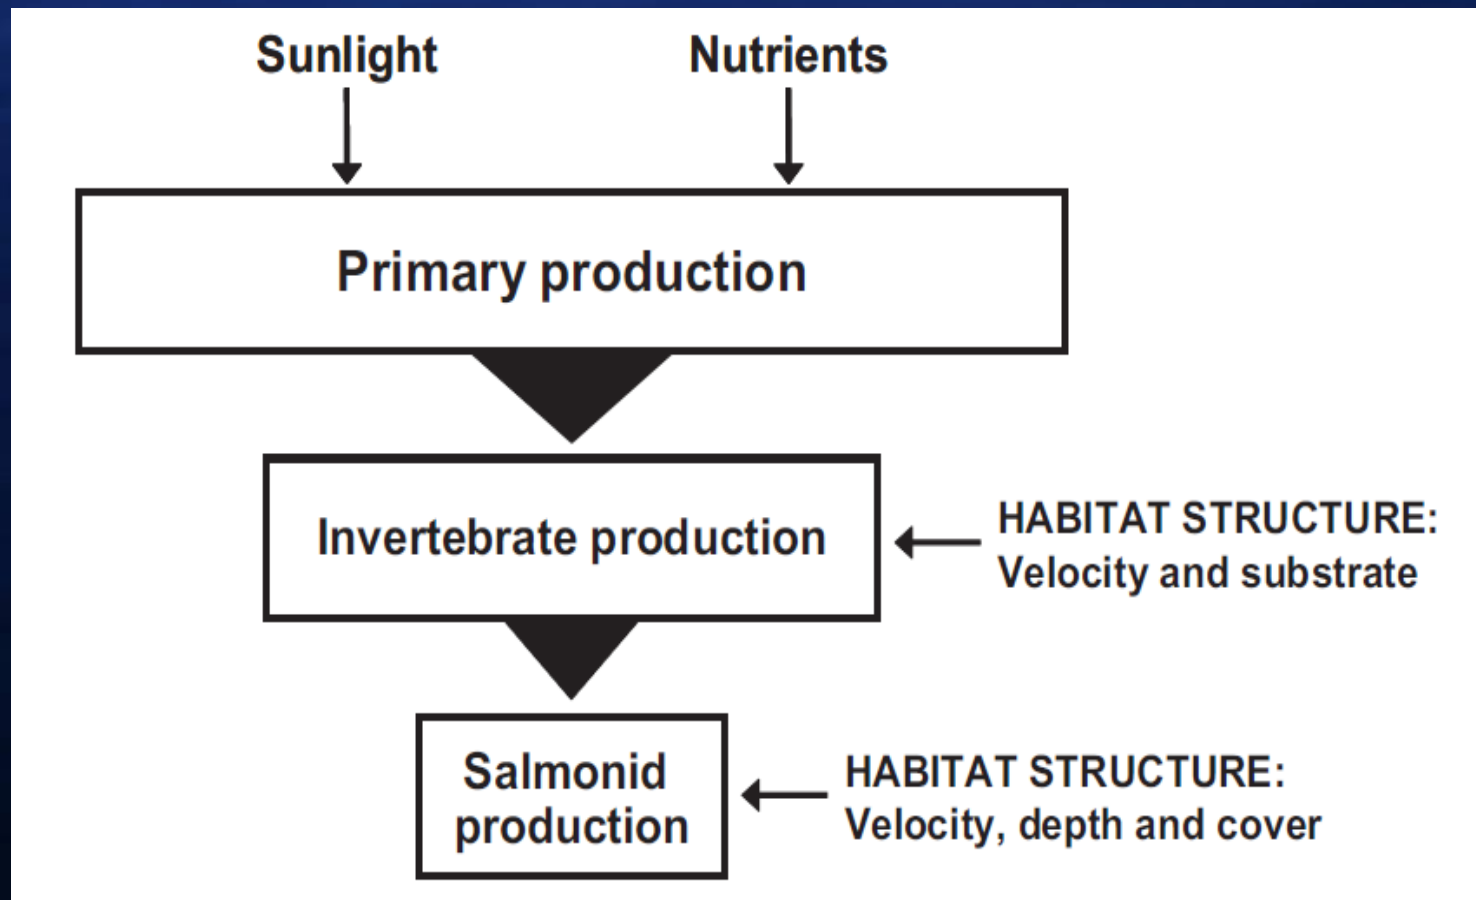 Sunlight
Nutrients
Primary production
Invertebrate production
HABITAT STRUCTURE:
Velocity and substrate
Salmonid
production
HABITAT STRUCTURE:
Velocity, depth and cover